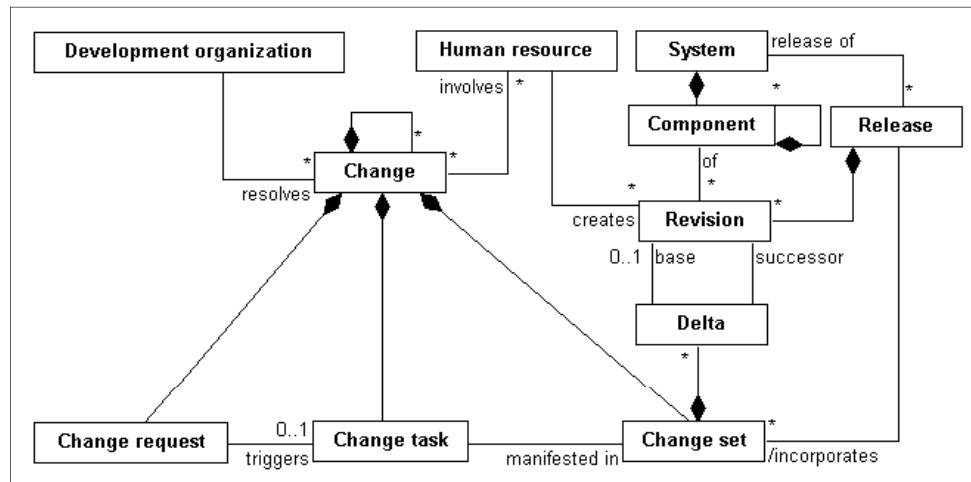 Development organization
Human resource
System
release of
involves
*
*
*
Component
Release
*
*
Change
*
of
resolves
*
*
*
creates
Revision
0..1
base
successor
Delta
*
Change request
0..1
triggers
Change task
manifested in
Change set
*
/incorporates